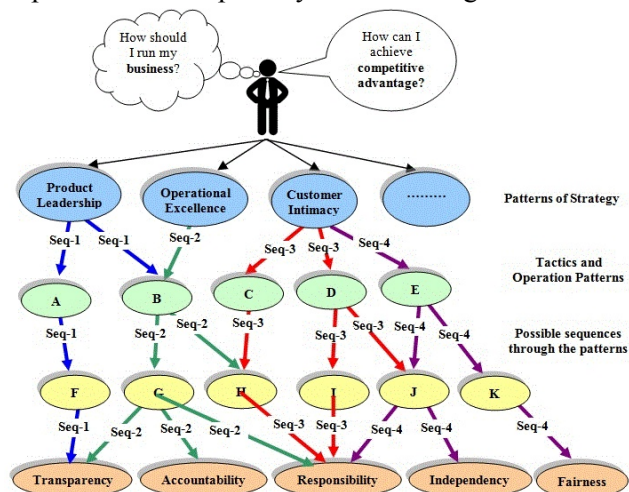 How should
I run my
business?
How can I
achieve
competitive
advantage?
Product
Leadership
Operational
Excellence
Customer
Intimacy
.........
Patterns of Strategy
Seq-1
Seq-1
Seq-2
Seq-3
Seq-3
Seq-4
Tactics and
Operation Patterns
A
B
C
D
E
Seq-1
Seq-2
Seq-2
Seq-3
Seq-3
Seq-3
Seq-4
Seq-4
Possible sequences
through the patterns
F
G
H
I
J
K
Seq-1
Seq-2
Seq-2
Seq-2
Seq-3
Seq-3
Seq-4
Seq-4
Seq-4
Transparency
Accountability
Responsibility
Independency
Fairness